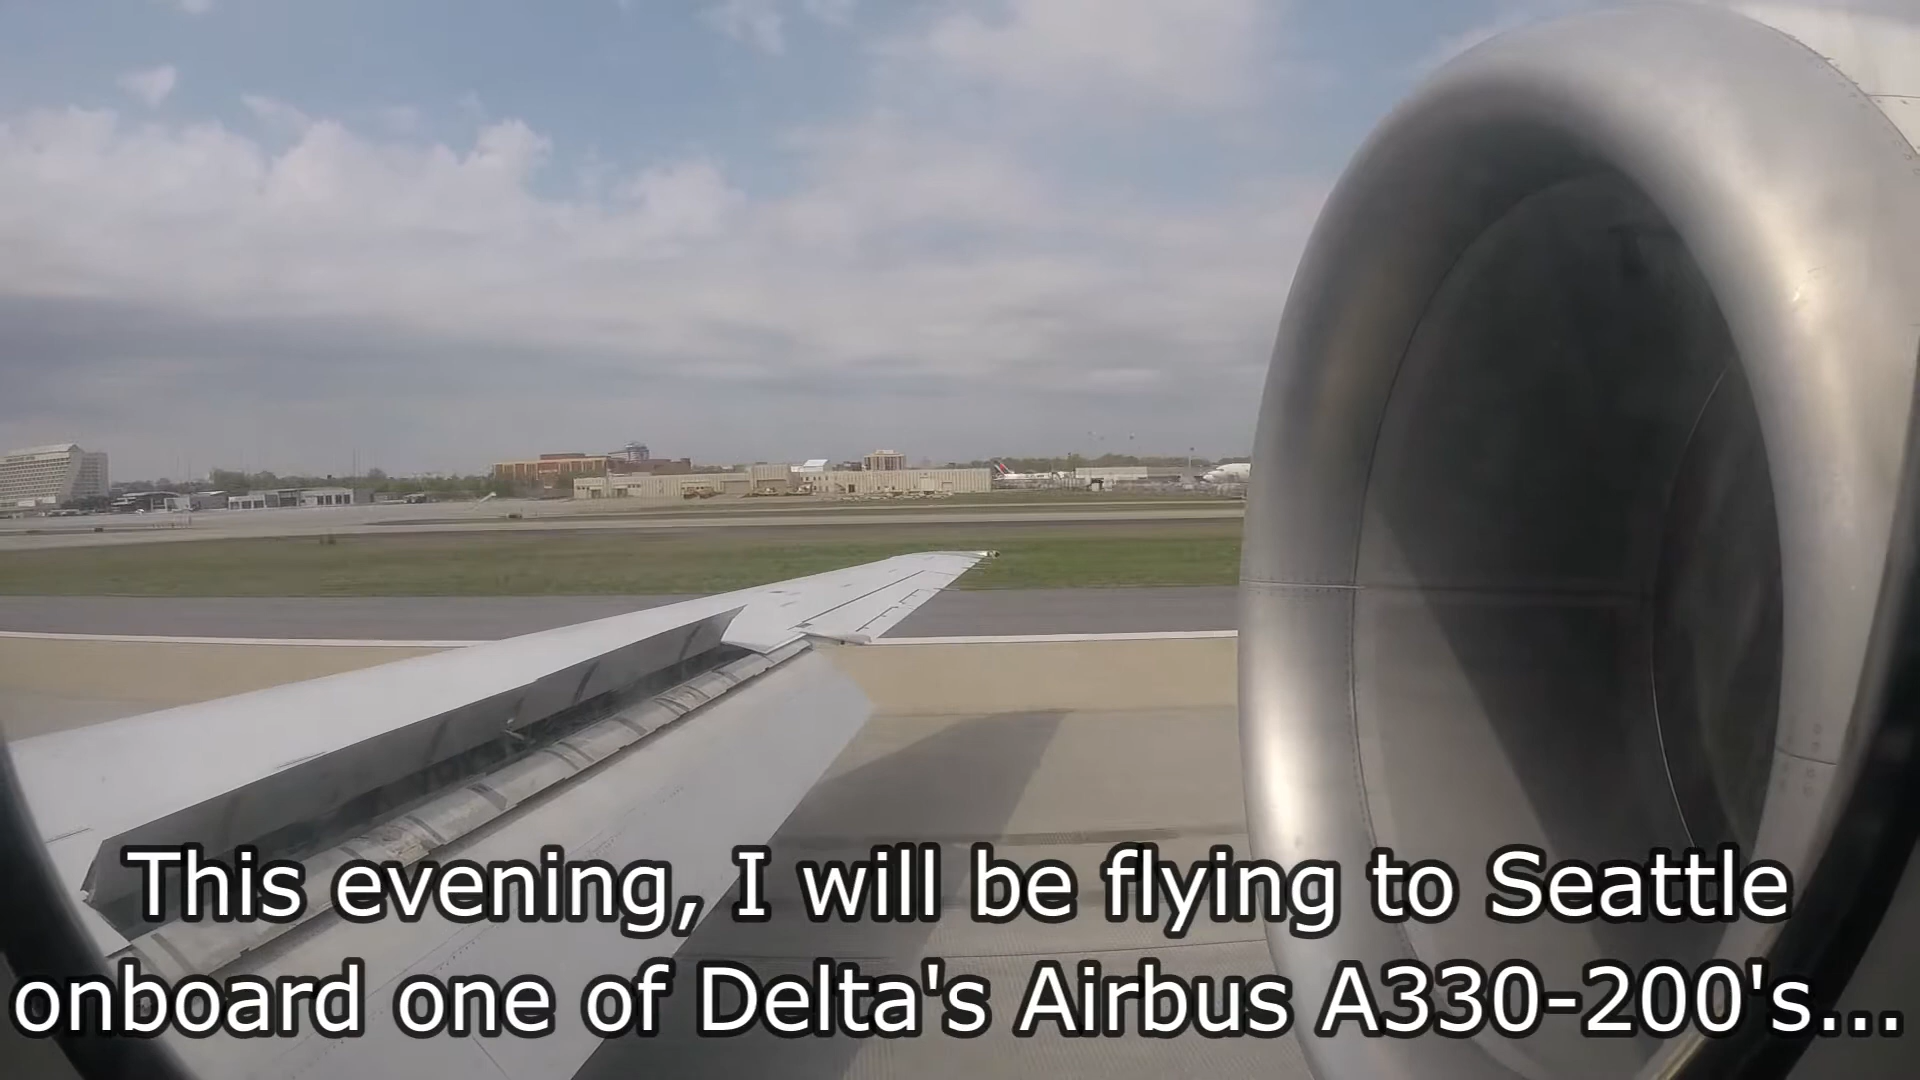 This evening, I will be flying to Seattle
onboard one of Delta's Airbus A330-200's...